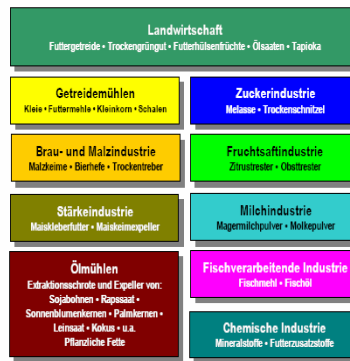 Landwirtschaft
Futtergetreide • Trockengrüngut • Futterhülsenfrüchte • Ölsaaten • Tapioka
Getreidemühlen
Kleie • Futtermehle • Kleinkorn • Schalen
Zuckerindustrie
Melasse • Trockenschnitzel
Brau- und Malzindustrie
Malzkeime • Bierhefe • Trockentreber
Fruchtsaftindustrie
Zitrustrester • Obsttrester
Stärkeindustrie
Maiskleberfutter • Maiskeimexpeller
Milchindustrie
Magermilchpulver • Molkepulver
Ölmühlen
Extraktionsschrote und Expeller von:
Sojabohnen • Rapssaat •
Sonnenblumenkernen • Palmkernen •
Leinsaat • Kokus • u.a.
Pflanzliche Fette
Fischverarbeitende Industrie
Fischmehl • Fischöl
Chemische Industrie
Mineralstoffe • Futterzusatzstoffe